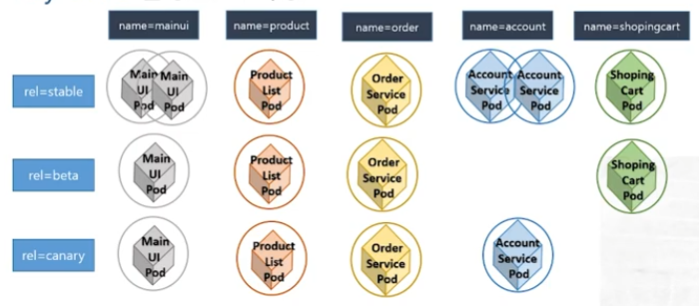 name=mainui
name=product
name=order
name=account
name=shopingcart
rel=stable
Main
UI
Pod
Main
UI
Pod
Product
List
Pod
Order
Service
Pod
Account
Service
Pod
Account
Service
Pod
Shoping
Cart
Pod
rel=beta
Main
UI
Pod
Product
List
Pod
Order
Service
Pod
Shoping
Cart
Pod
rel=canary
Main
UI
Pod
Product
List
Pod
Order
Service
Pod
Account
Service
Pod